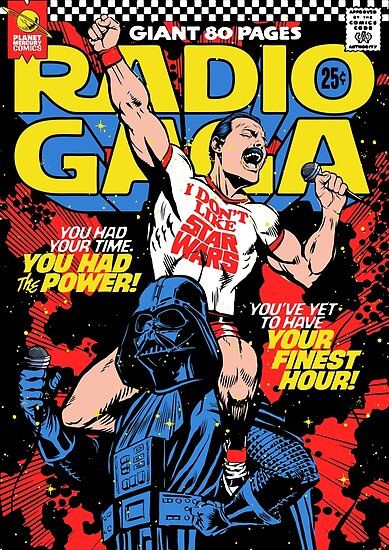 PLANET
MERCURY
COMICS
GIANT 80 PAGES
APPROVED
BY THE
COMICS
CODE
AUTHORITY
RADIO
25¢
GAGA
I DON'T
LIKE
STAR
WARS
YOU HAD
YOUR TIME.
YOU HAD
The POWER!
YOU'VE YET
TO HAVE
YOUR
FINEST
HOUR!